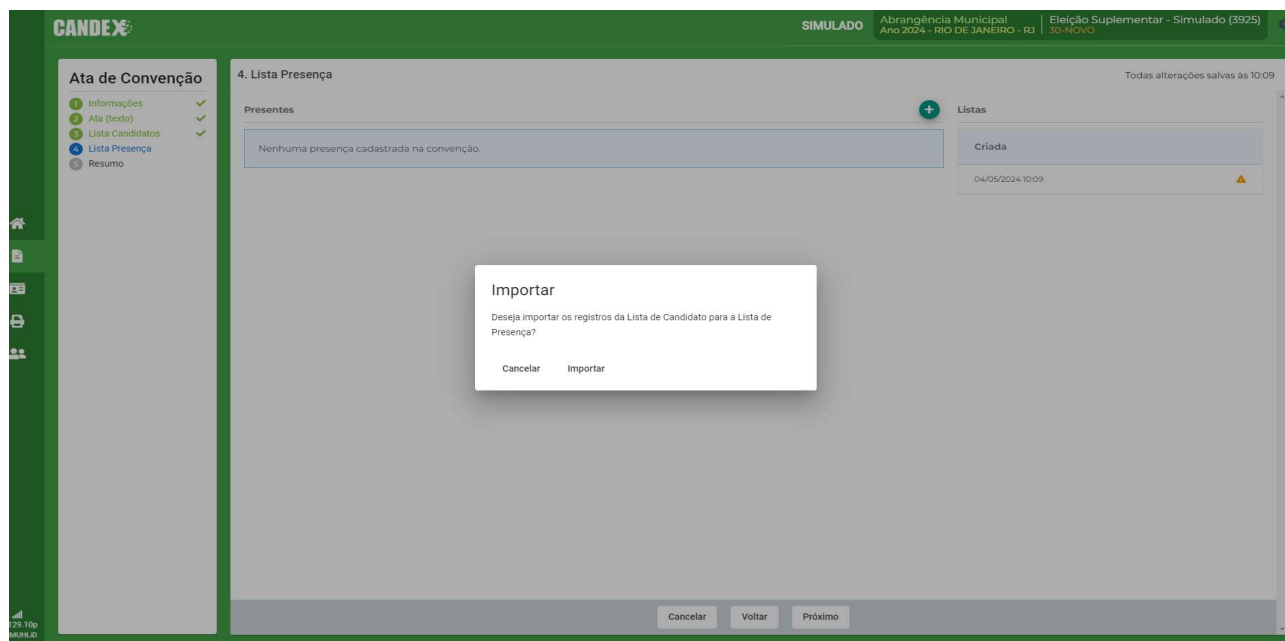 CANDEX
SIMULADO
Abrangência Municipal
Ano 2024 - RIO DE JANEIRO - RJ
Eleição Suplementar - Simulado (3925)
30-NOVO
Ata de Convenção
1 Informações
2 Ata (texto)
3 Lista Candidatos
4 Lista Presença
5 Resumo
4. Lista Presença
Todas alterações salvas às 10:09
Presentes
Nenhuma presença cadastrada na convenção.
Listas
Criada
04/05/2024 10:09
Importar
Deseja importar os registros da Lista de Candidato para a Lista de
Presença?
Cancelar Importar
Cancelar Voltar Próximo
129.10p
MUHLiD